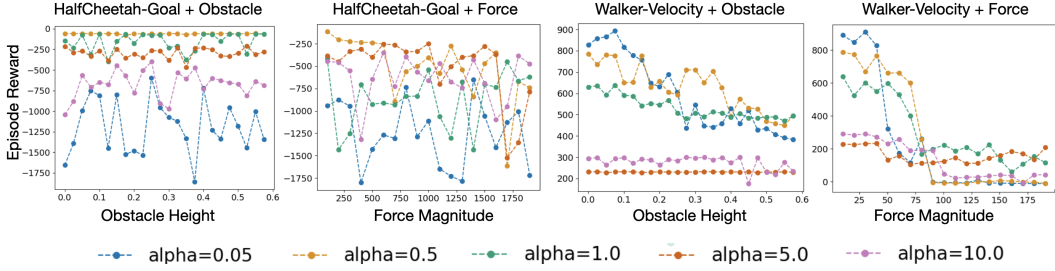 HalfCheetah-Goal + Obstacle
HalfCheetah-Goal + Force
Walker-Velocity + Obstacle
Walker-Velocity + Force
Episode Reward
0
-250
-500
-750
-1000
-1250
-1500
-1750
0.0 0.1 0.2 0.3 0.4 0.5 0.6
Obstacle Height
-250
-500
-750
-1000
-1250
-1500
-1750
250 500 750 1000 1250 1500 1750
Force Magnitude
900
800
700
600
500
400
300
200
0.0 0.1 0.2 0.3 0.4 0.5 0.6
Obstacle Height
800
600
400
200
0
25 50 75 100 125 150 175
Force Magnitude
alpha=0.05 alpha=0.5 alpha=1.0 alpha=5.0 alpha=10.0